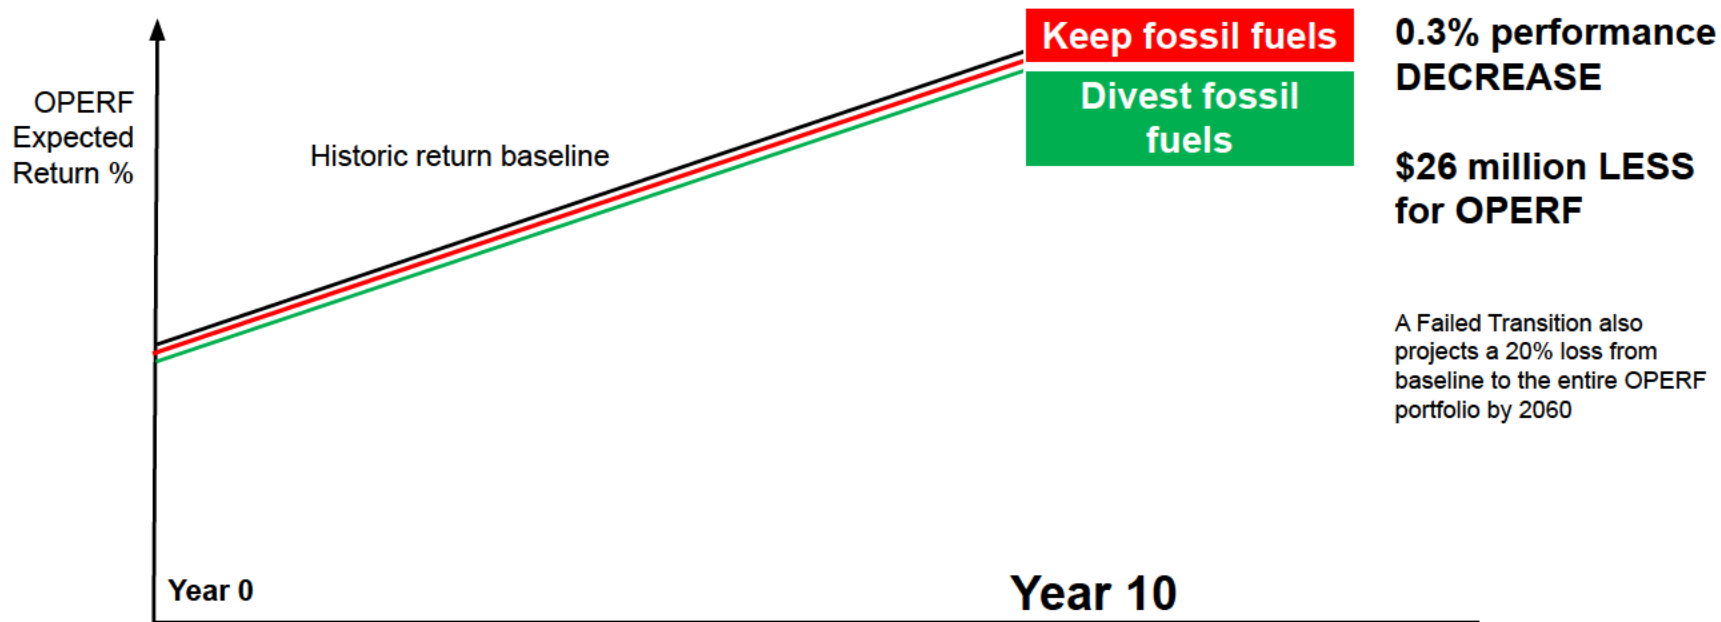 OPERF
Expected
Return %
Historic return baseline
Keep fossil fuels
Divest fossil
fuels
0.3% performance
DECREASE
$26 million LESS
for OPERF
A Failed Transition also
projects a 20% loss from
baseline to the entire OPERF
portfolio by 2060
Year 0
Year 10